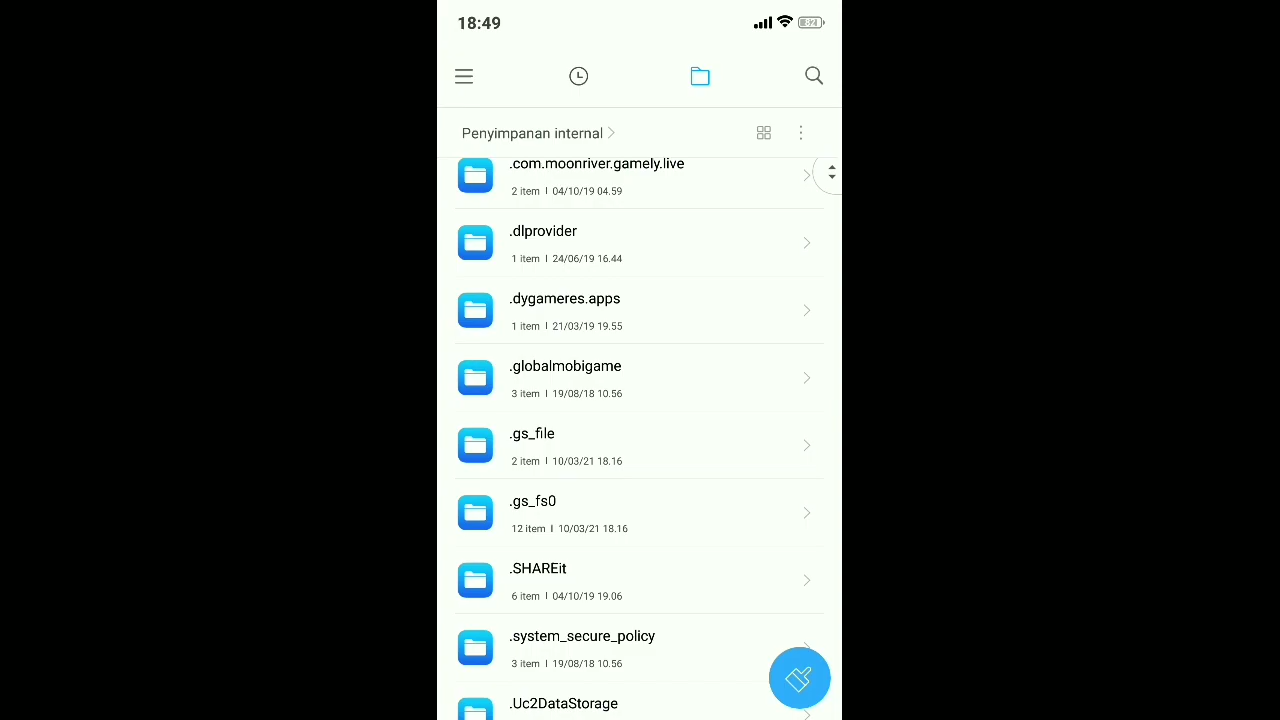 18:49
82
Penyimpanan internal
.com.moonriver.gamely.live
2 item | 04/10/19 04.59
.dlprovider
1 item | 24/06/19 16.44
.dygameres.apps
1 item | 21/03/19 19.55
.globalmobigame
3 item | 19/08/18 10.56
.gs_file
2 item | 10/03/21 18.16
.gs_fs0
12 item | 10/03/21 18.16
.SHAREit
6 item | 04/10/19 19.06
.system_secure_policy
3 item | 19/08/18 10.56
.Uc2DataStorage